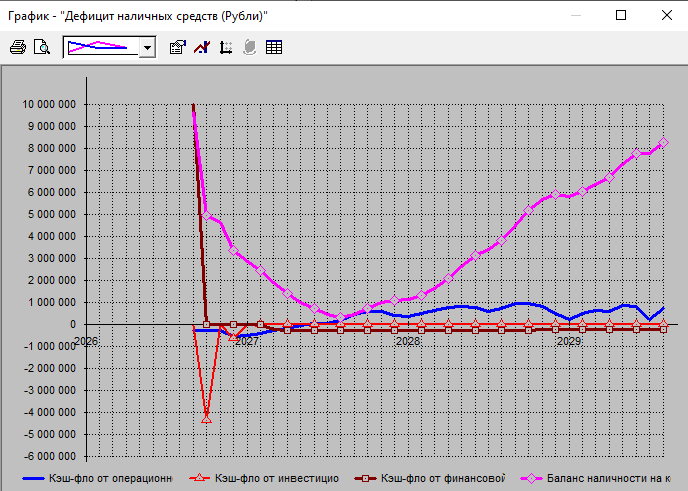 График - "Дефицит наличных средств (Рубли)"
10 000 000
9 000 000
8 000 000
7 000 000
6 000 000
5 000 000
4 000 000
3 000 000
2 000 000
1 000 000
0
-1 000 000
-2 000 000
-3 000 000
-4 000 000
-5 000 000
-6 000 000
2026 2027 2028 2029
Кэш-фло от операционн Кэш-фло от инвестицио Кэш-фло от финансовой Баланс наличности на к